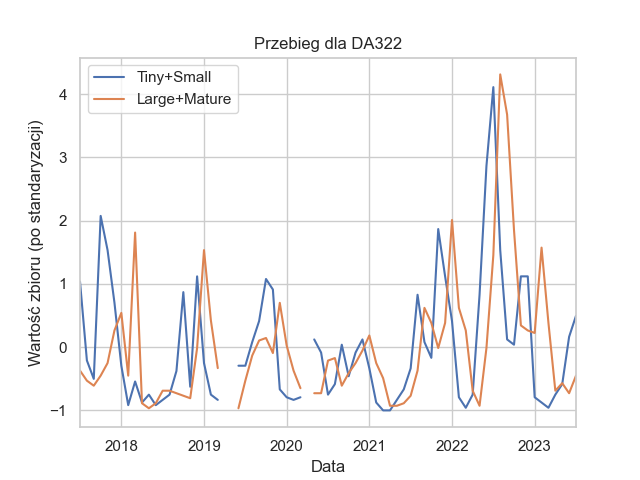 Przebieg dla DA322
Tiny+Small
Large+Mature
Wartość zbioru (po standaryzacji)
4
3
2
1
0
−1
2018 2019 2020 2021 2022 2023
Data